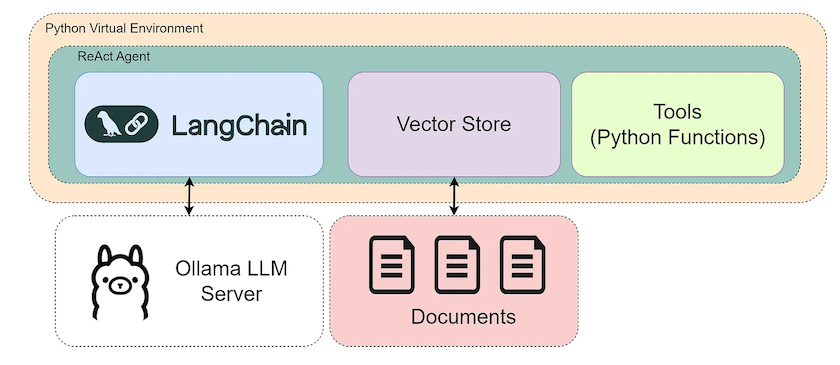 Python Virtual Environment
ReAct Agent
LangChain
Vector Store
Tools
(Python Functions)
Ollama LLM
Server
Documents